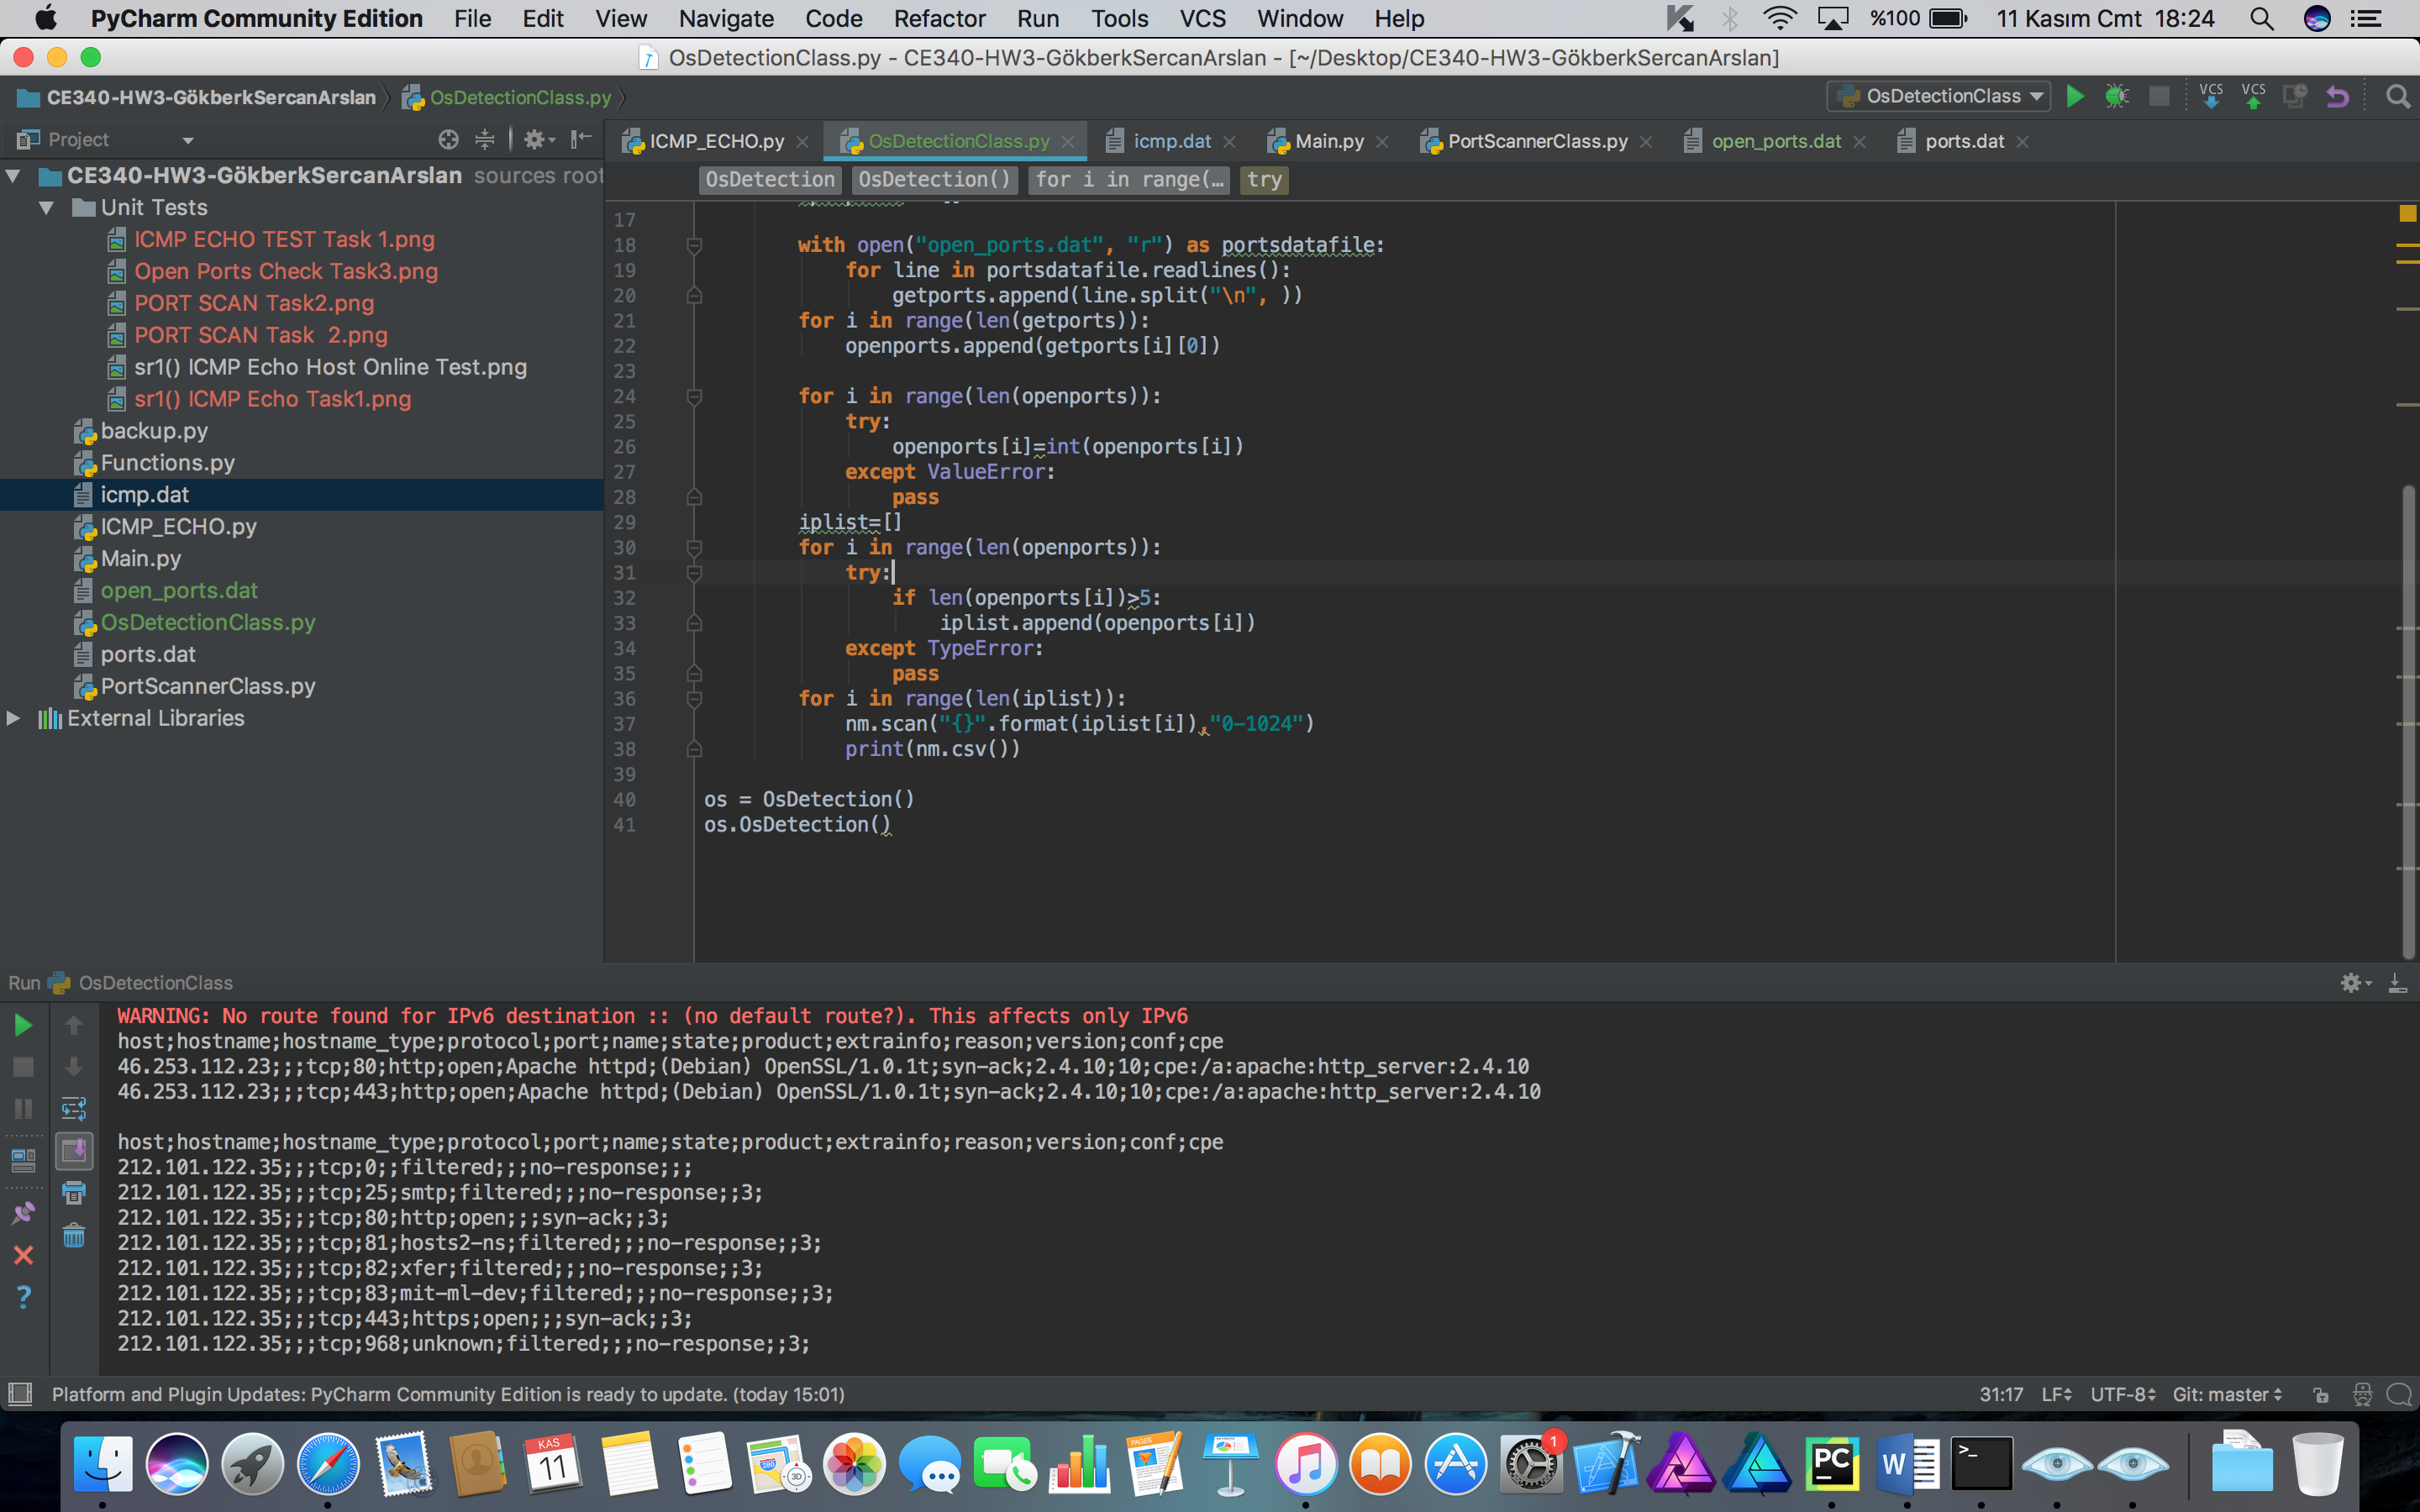 PyCharm Community Edition File Edit View Navigate Code Refactor Run Tools VCS Window Help %100 11 Kasım Cmt 18:24
OsDetectionClass.py - CE340-HW3-GökberkSercanArslan - [~/Desktop/CE340-HW3-GökberkSercanArslan]
CE340-HW3-GökberkSercanArslan OsDetectionClass.py OsDetectionClass VCS VCS
Project
ICMP_ECHO.py OsDetectionClass.py icmp.dat Main.py PortScannerClass.py open_ports.dat ports.dat
OsDetection OsDetection() for i in range(… try
CE340-HW3-GökberkSercanArslan sources root
Unit Tests
ICMP ECHO TEST Task 1.png
Open Ports Check Task3.png
PORT SCAN Task2.png
PORT SCAN Task  2.png
sr1() ICMP Echo Host Online Test.png
sr1() ICMP Echo Task1.png
backup.py
Functions.py
icmp.dat
ICMP_ECHO.py
Main.py
open_ports.dat
OsDetectionClass.py
ports.dat
PortScannerClass.py
External Libraries
17
18 with open("open_ports.dat", "r") as portsdatafile:
19 for line in portsdatafile.readlines():
20 getports.append(line.split("\n", ))
21 for i in range(len(getports)):
22 openports.append(getports[i][0])
23
24 for i in range(len(openports)):
25 try:
26 openports[i]=int(openports[i])
27 except ValueError:
28 pass
29 iplist=[]
30 for i in range(len(openports)):
31 try:
32 if len(openports[i])>5:
33 iplist.append(openports[i])
34 except TypeError:
35 pass
36 for i in range(len(iplist)):
37 nm.scan("{}".format(iplist[i]),"0-1024")
38 print(nm.csv())
39
40 os = OsDetection()
41 os.OsDetection()
Run OsDetectionClass
WARNING: No route found for IPv6 destination :: (no default route?). This affects only IPv6
host;hostname;hostname_type;protocol;port;name;state;product;extrainfo;reason;version;conf;cpe
46.253.112.23;;;tcp;80;http;open;Apache httpd;(Debian) OpenSSL/1.0.1t;syn-ack;2.4.10;10;cpe:/a:apache:http_server:2.4.10
46.253.112.23;;;tcp;443;http;open;Apache httpd;(Debian) OpenSSL/1.0.1t;syn-ack;2.4.10;10;cpe:/a:apache:http_server:2.4.10
host;hostname;hostname_type;protocol;port;name;state;product;extrainfo;reason;version;conf;cpe
212.101.122.35;;;tcp;0;;filtered;;;no-response;;;
212.101.122.35;;;tcp;25;smtp;filtered;;;no-response;;3;
212.101.122.35;;;tcp;80;http;open;;;syn-ack;;3;
212.101.122.35;;;tcp;81;hosts2-ns;filtered;;;no-response;;3;
212.101.122.35;;;tcp;82;xfer;filtered;;;no-response;;3;
212.101.122.35;;;tcp;83;mit-ml-dev;filtered;;;no-response;;3;
212.101.122.35;;;tcp;443;https;open;;;syn-ack;;3;
212.101.122.35;;;tcp;968;unknown;filtered;;;no-response;;3;
Platform and Plugin Updates: PyCharm Community Edition is ready to update. (today 15:01) 31:17 LF UTF-8 Git: master
KAS
11
280
3D
PAGES
1
PC
W
>_